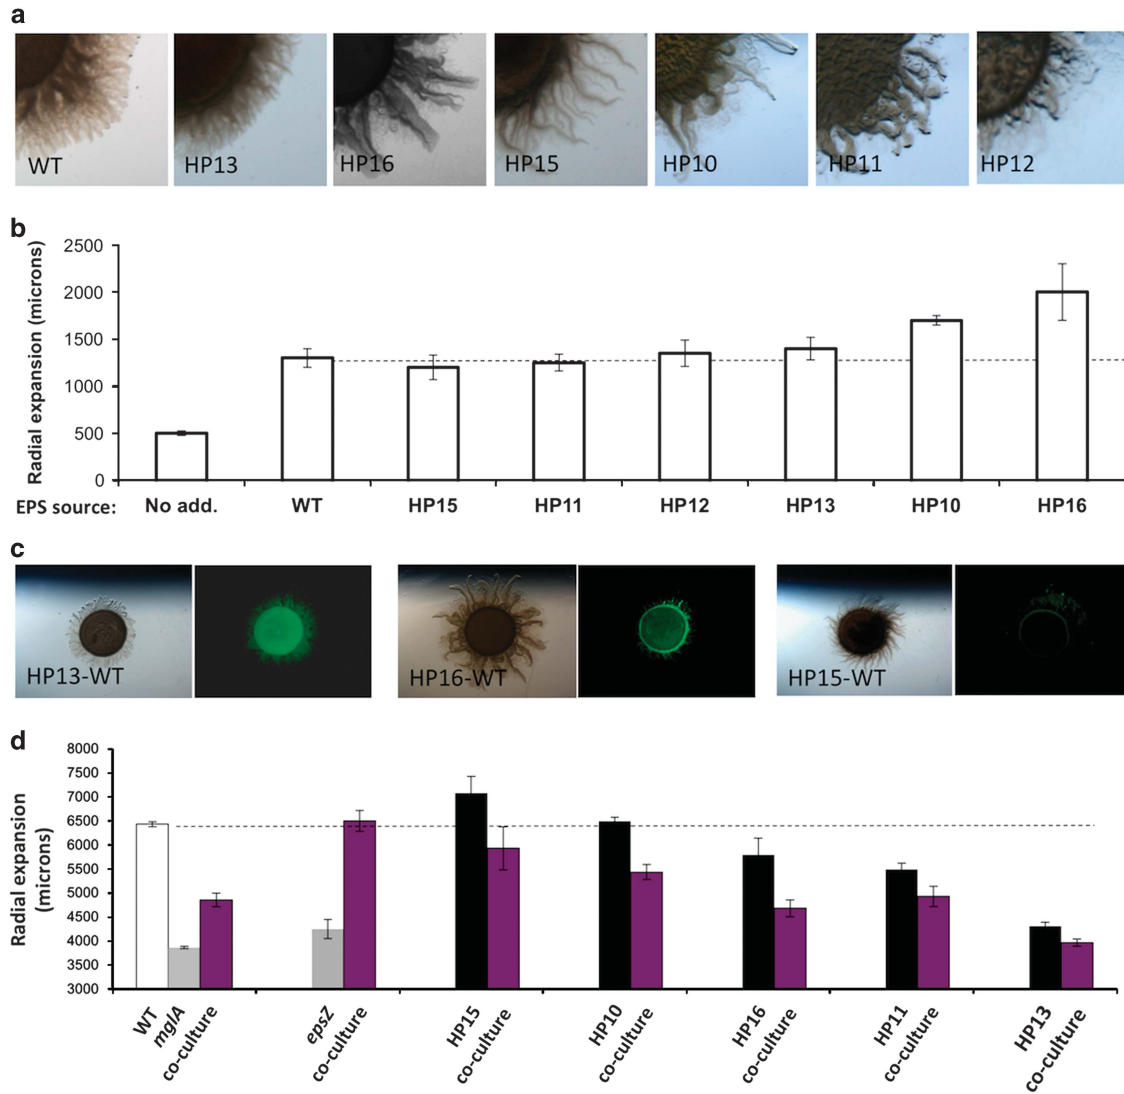 a
WT HP13 HP16 HP15 HP10 HP11 HP12
b
Radial expansion (microns)
2500
2000
1500
1000
500
0
EPS source: No add. WT HP15 HP11 HP12 HP13 HP10 HP16
c
HP13-WT HP16-WT HP15-WT
d
Radial expansion
(microns)
8000
7500
7000
6500
6000
5500
5000
4500
4000
3500
3000
WT
mglA
co-culture
epsZ
co-culture
HP15
co-culture
HP10
co-culture
HP16
co-culture
HP11
co-culture
HP13
co-culture